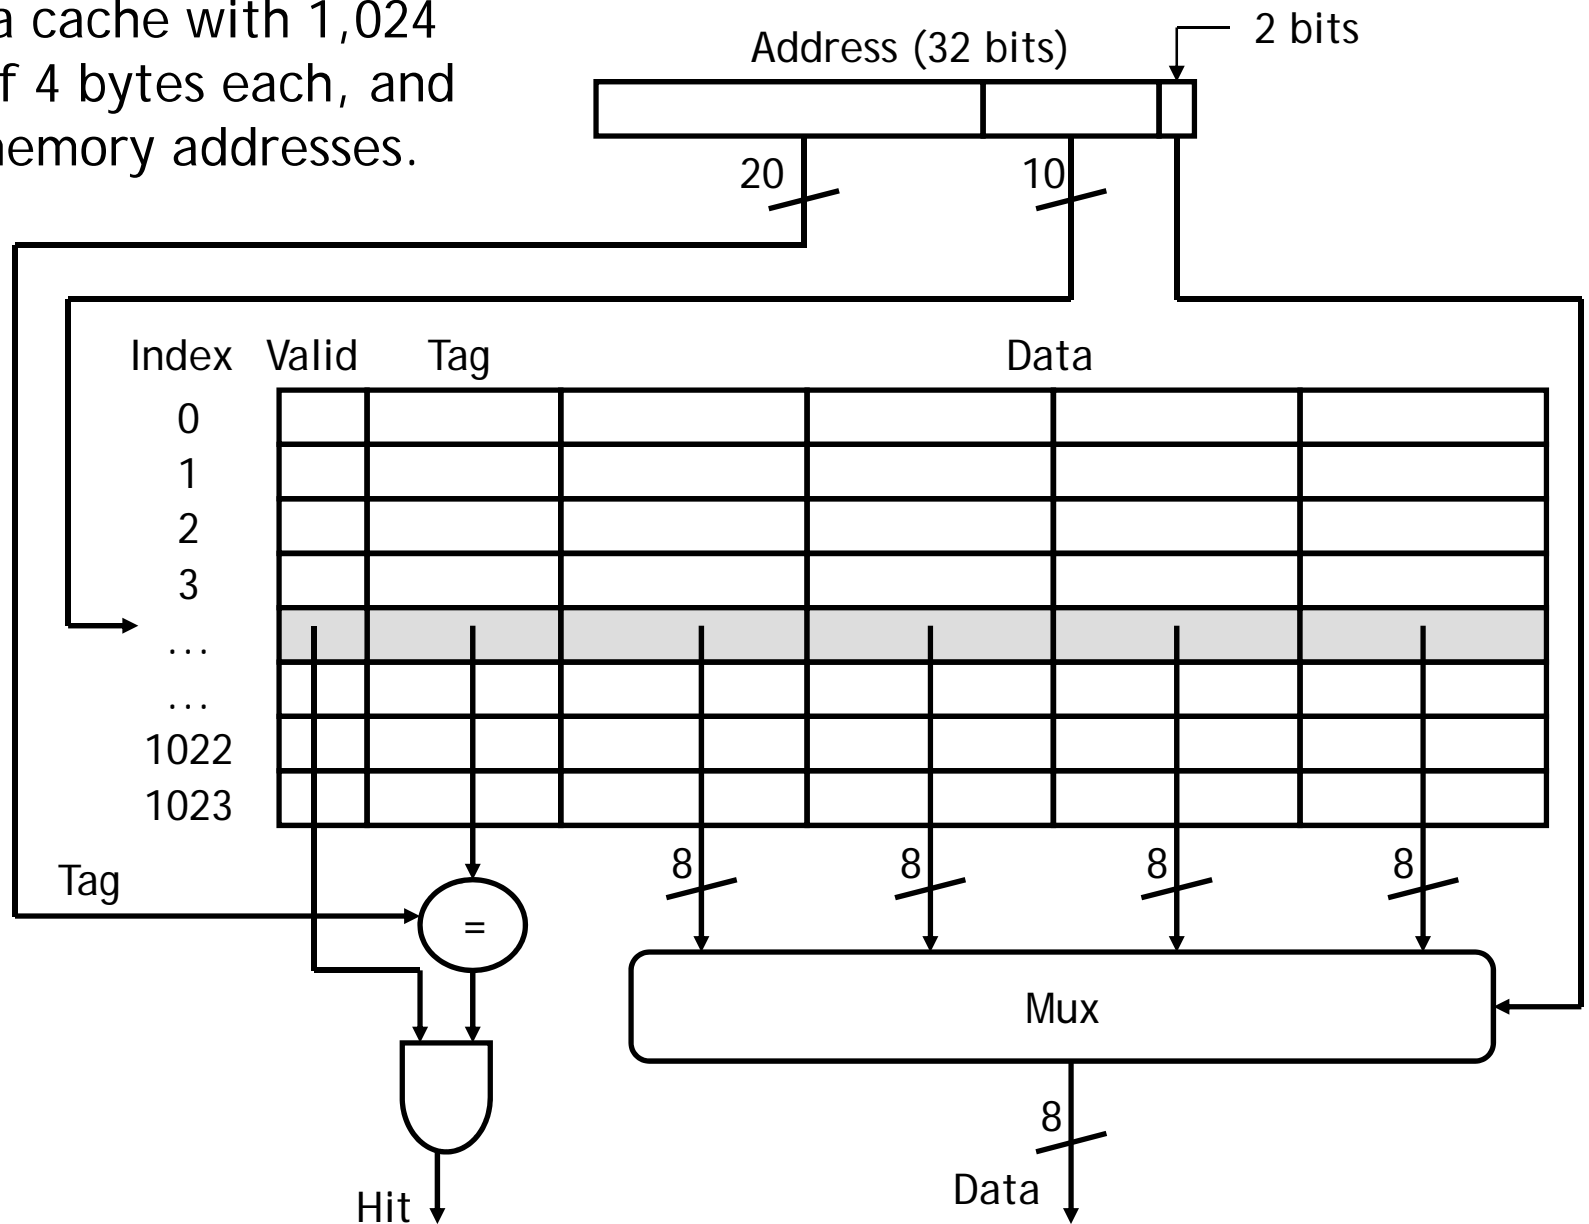 a cache with 1,024
f 4 bytes each, and
emory addresses.
Address (32 bits)
2 bits
20
10
Index Valid Tag Data
0
1
2
3
...
...
1022
1023
Tag
=
8 8 8 8
Mux
8
Hit
Data